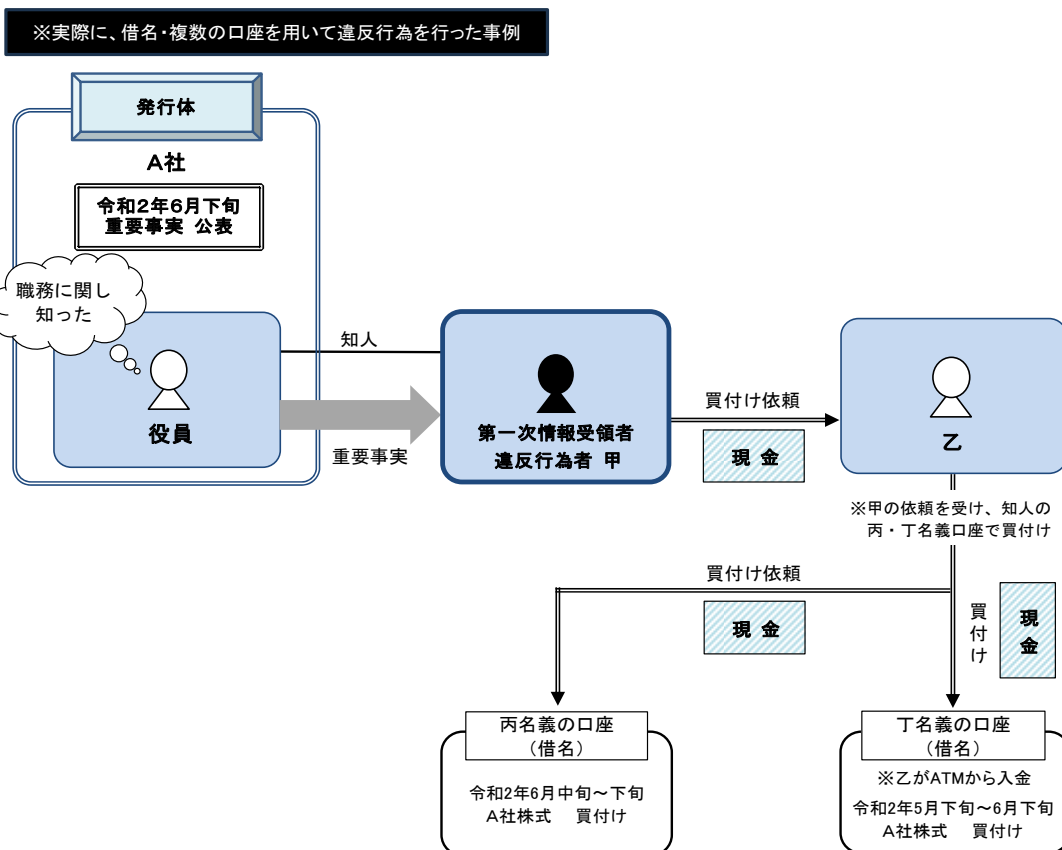 ※実際に、借名・複数の口座を用いて違反行為を行った事例
発行体
A社
令和2年6月下旬
重要事実 公表
職務に関し
知った
役員
知人
重要事実
第一次情報受領者
違反行為者 甲
買付け依頼
現 金
乙
※甲の依頼を受け、知人の
丙・丁名義口座で買付け
買付け依頼
現 金
買付け
現金
丙名義の口座
（借名）
令和2年6月中旬～下旬
A社株式 買付け
丁名義の口座
（借名）
※乙がATMから入金
令和2年5月下旬～6月下旬
A社株式 買付け